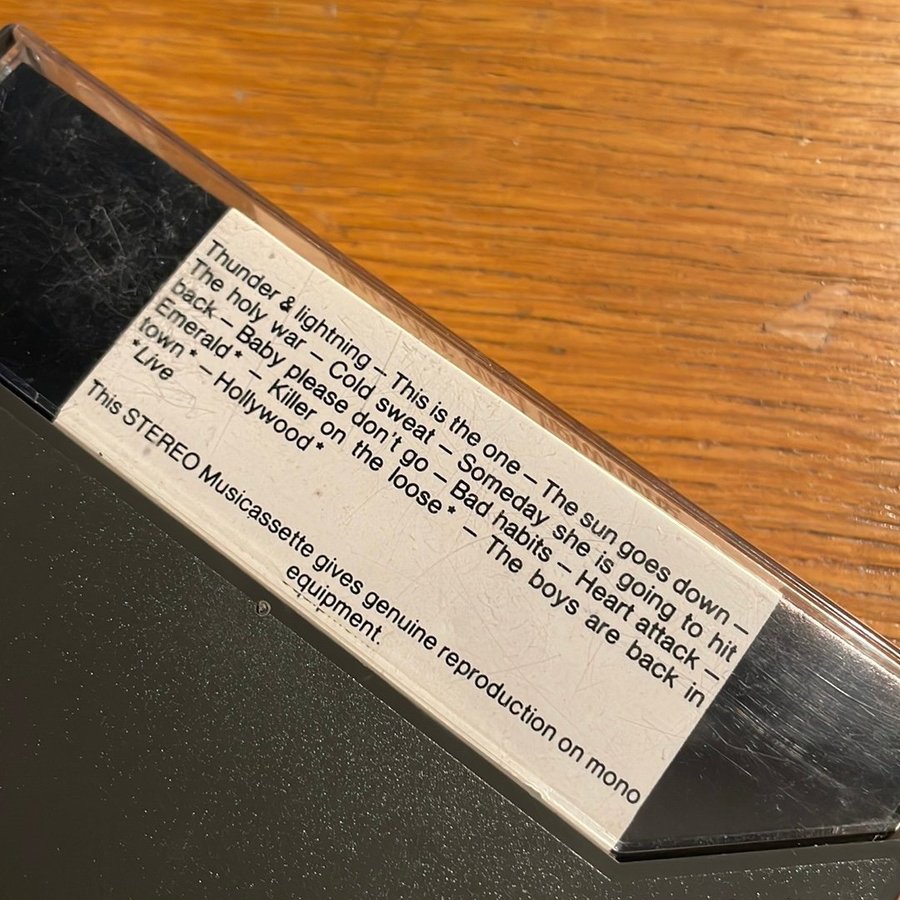 Thunder & lightning – This is the one – The sun goes down –
The holy war – Cold sweat – Someday she is going to hit
back – Baby please don't go – Bad habits – Heart attack –
Emerald* – Killer on the loose* – The boys are back in
town* – Hollywood*
*Live
This STEREO Musicassette gives genuine reproduction on mono
equipment.